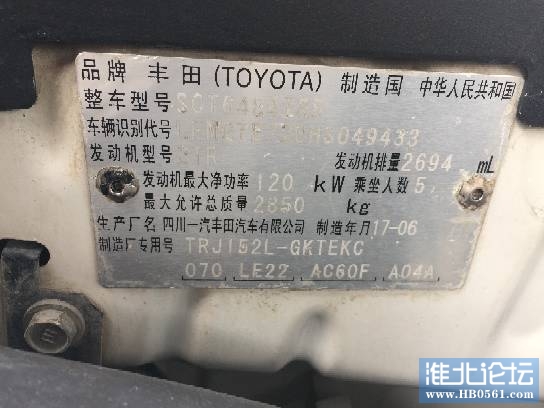 品牌 丰田(TOYOTA) 制造国 中华人民共和国
整车型号
车辆识别代号 049433
发动机型号 发动机排量 2694 mL
发动机最大净功率 120 kW 乘坐人数 5
最大允许总质量 2850 kg
生产厂名 四川一汽丰田汽车有限公司 制造年月 17-06
制造厂专用号 TRJ152L-GKTEKC
070 LE22 AC60F A04A
淮北论坛
www.HB0561.com